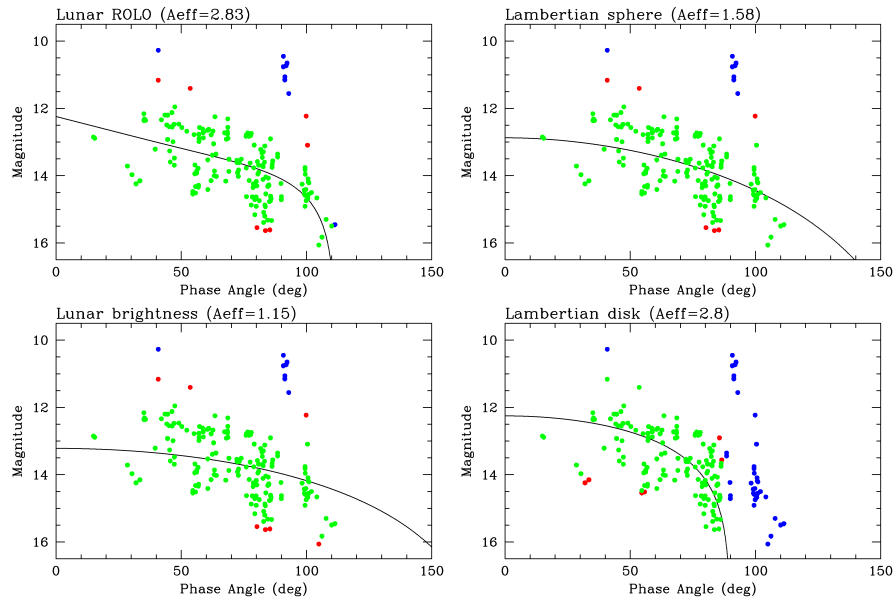 Lunar ROLO (Aeff=2.83)
10
12
14
16
Magnitude
0
50
100
150
Phase Angle (deg)
Lambertian sphere (Aeff=1.58)
10
12
14
16
Magnitude
0
50
100
150
Phase Angle (deg)
Lunar brightness (Aeff=1.15)
10
12
14
16
Magnitude
0
50
100
150
Phase Angle (deg)
Lambertian disk (Aeff=2.8)
10
12
14
16
Magnitude
0
50
100
150
Phase Angle (deg)